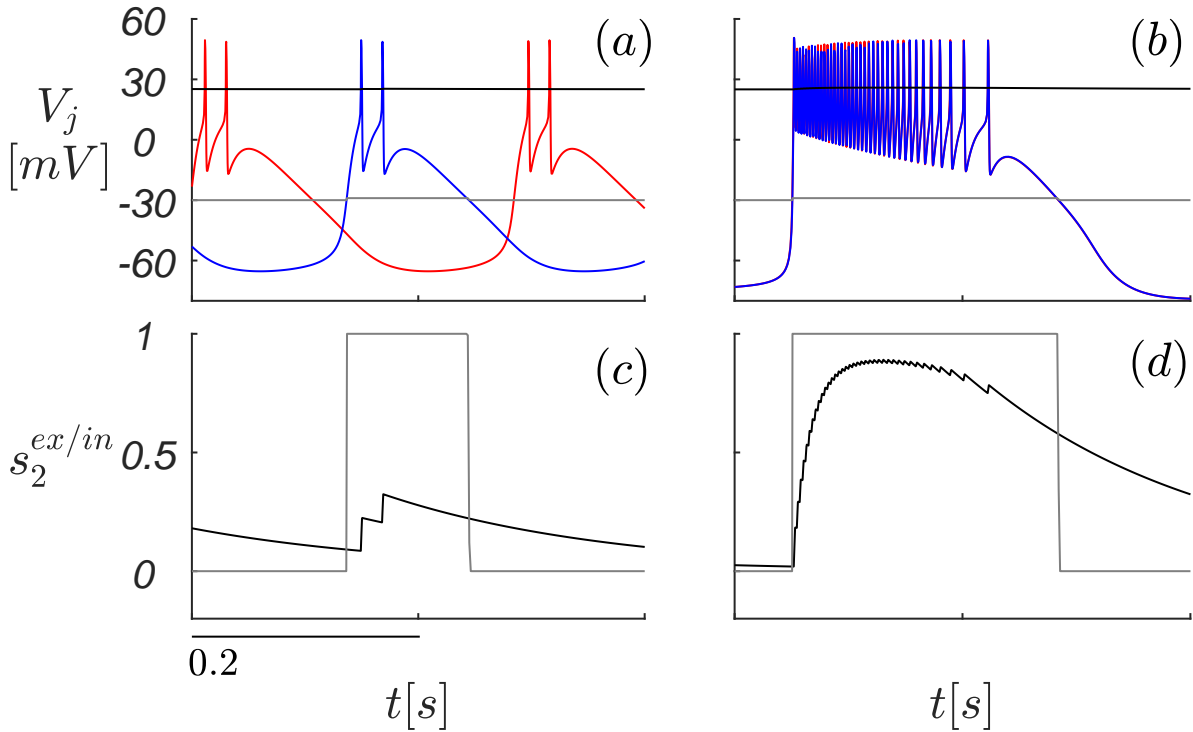 60
30
0
-30
-60
V_j
[mV]
(a)
(b)
1
0.5
0
s_2^{ex/in}
(c)
(d)
0.2
t[s]
t[s]